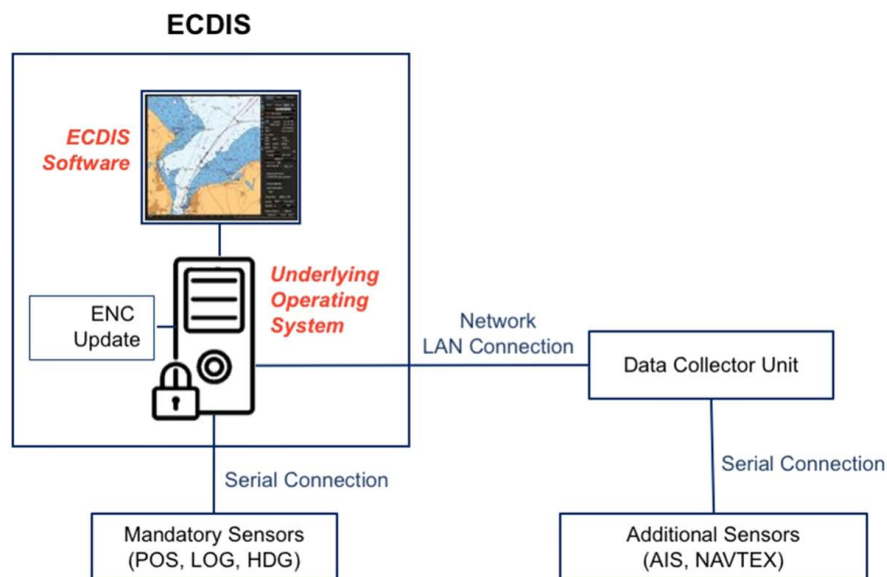 ECDIS
ECDIS
Software
Underlying
Operating
System
ENC
Update
Network
LAN Connection
Data Collector Unit
Serial Connection
Serial Connection
Mandatory Sensors
(POS, LOG, HDG)
Additional Sensors
(AIS, NAVTEX)